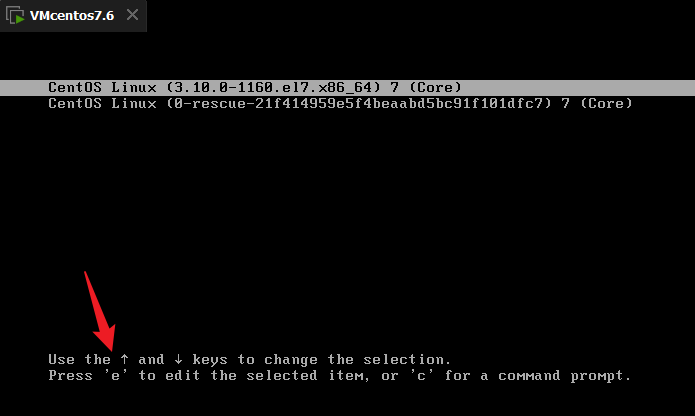 VMcentos7.6
CentOS Linux (3.10.0-1160.el7.x86_64) 7 (Core)
CentOS Linux (0-rescue-21f414959e5f4beaabd5bc91f101dfc7) 7 (Core)
Use the ↑ and ↓ keys to change the selection.
Press 'e' to edit the selected item, or 'c' for a command prompt.